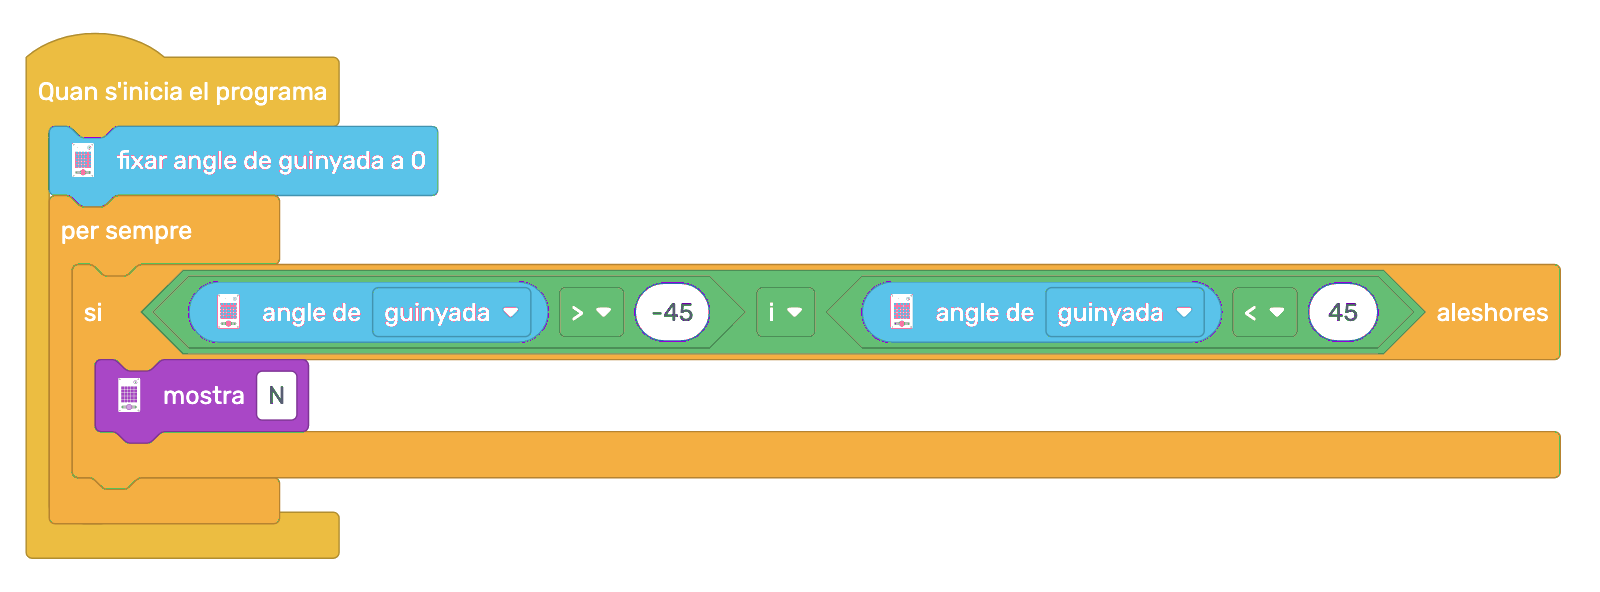 Quan s'inicia el programa
fixar angle de guinyada a 0
per sempre
si angle de guinyada > -45 i angle de guinyada < 45 aleshores
mostra N